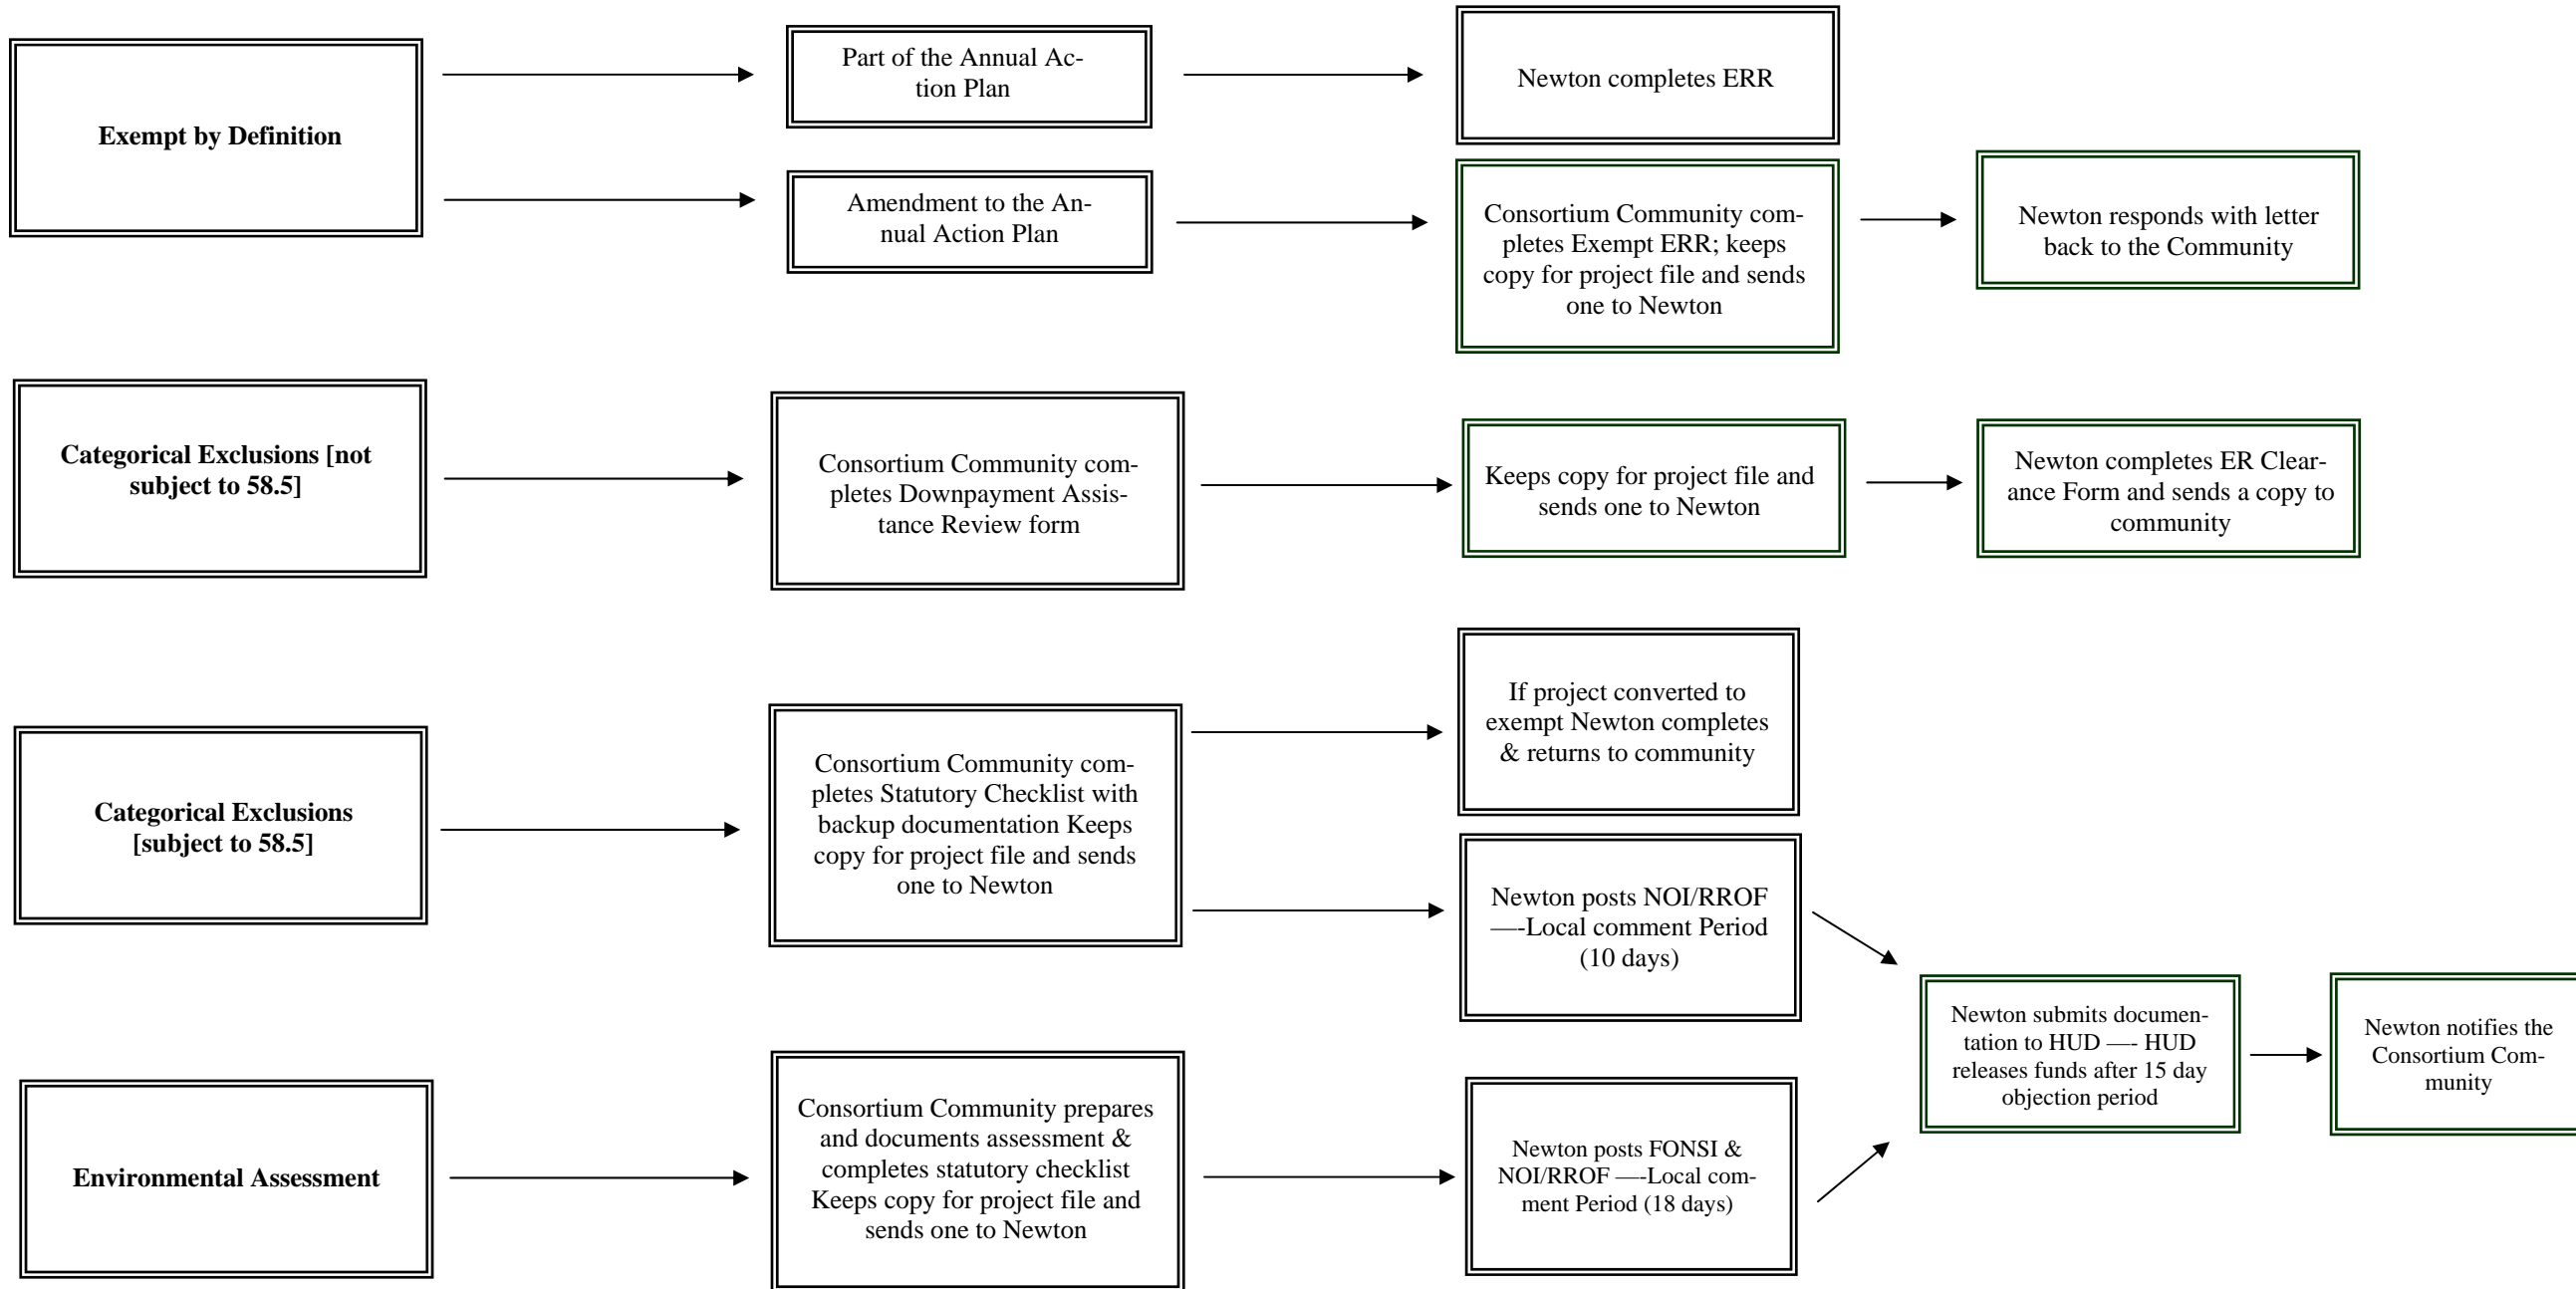 Exempt by Definition
Part of the Annual Ac-
tion Plan
Newton completes ERR
Amendment to the An-
nual Action Plan
Consortium Community com-
pletes Exempt ERR; keeps
copy for project file and sends
one to Newton
Newton responds with letter
back to the Community
Categorical Exclusions [not
subject to 58.5]
Consortium Community com-
pletes Downpayment Assis-
tance Review form
Keeps copy for project file and
sends one to Newton
Newton completes ER Clear-
ance Form and sends a copy to
community
Categorical Exclusions
[subject to 58.5]
Consortium Community com-
pletes Statutory Checklist with
backup documentation Keeps
copy for project file and sends
one to Newton
If project converted to
exempt Newton completes
& returns to community
Newton posts NOI/RROF
—-Local comment Period
(10 days)
Environmental Assessment
Consortium Community prepares
and documents assessment &
completes statutory checklist
Keeps copy for project file and
sends one to Newton
Newton posts FONSI &
NOI/RROF —-Local com-
ment Period (18 days)
Newton submits documen-
tation to HUD —- HUD
releases funds after 15 day
objection period
Newton notifies the
Consortium Com-
munity